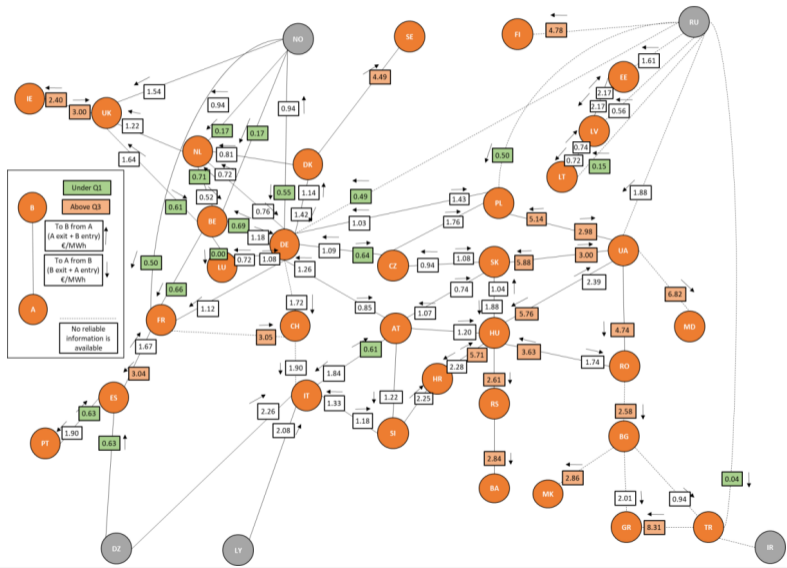 NO
SE
FI
4.78
RU
1.61
EE
4.49
2.17
IE
2.40
3.00
UK
1.54
0.94
0.94
2.17
0.56
1.22
0.17
0.17
LV
0.74
NL
0.81
DK
0.72
0.15
LT
0.50
1.64
0.71
0.72
1.14
0.55
0.49
1.43
PL
1.88
0.52
0.61
0.76
1.42
1.03
1.76
5.14
2.98
BE
0.69
1.18
DE
1.09
0.64
CZ
0.94
1.08
SK
5.88
3.00
UA
0.00
LU
0.72
1.08
1.26
0.50
0.74
1.04
2.39
0.66
1.72
0.85
1.07
1.88
5.76
6.82
FR
1.12
CH
3.05
AT
1.20
HU
4.74
MD
1.67
0.61
5.71
3.63
1.74
RO
3.04
1.90
1.84
HR
2.28
2.61
ES
0.63
IT
1.33
1.22
2.25
RS
2.58
2.26
1.18
PT
1.90
0.63
2.08
SI
BG
2.84
BA
2.86
MK
0.04
2.01
0.94
GR
8.31
TR
DZ
LY
IR
B
Under Q1
Above Q3
To B from A
(A exit + B entry)
€/MWh
To A from B
(B exit + A entry)
€/MWh
A
No reliable
information is
available